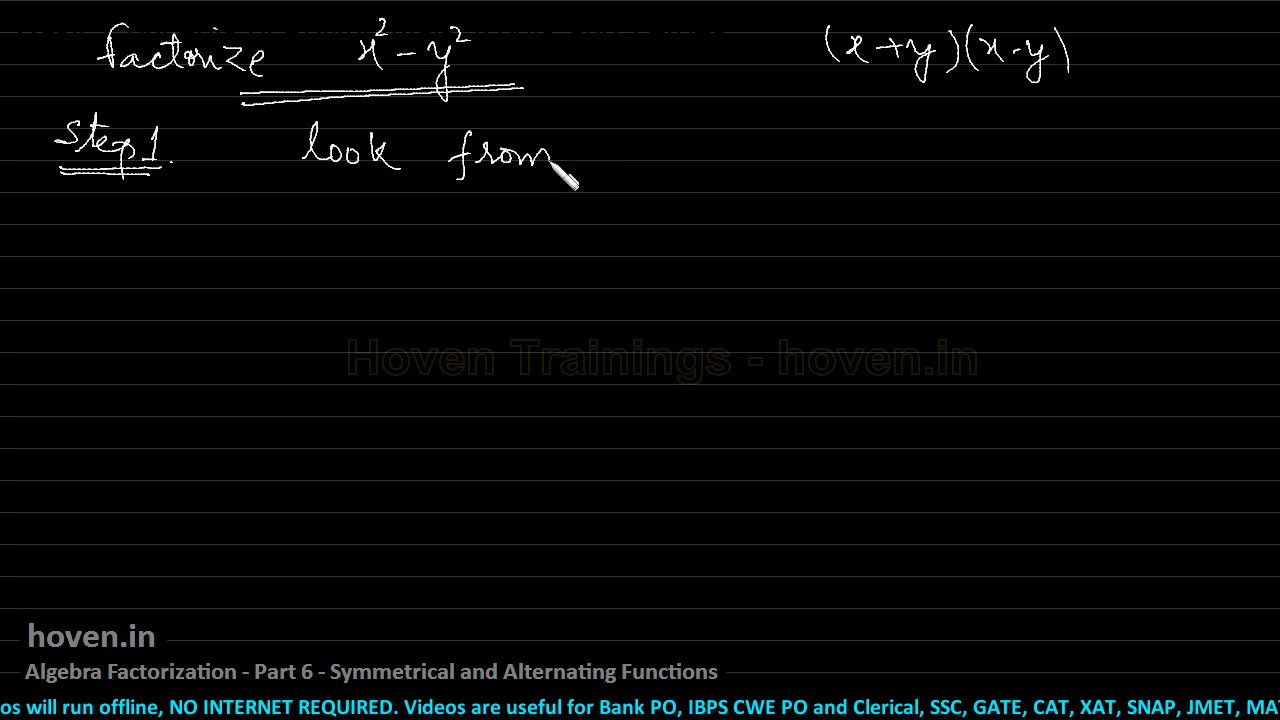 factorize x² - y² (x + y)(x - y)
Step 1. look from
Hoven Trainings - hoven.in
hoven.in
Algebra Factorization - Part 6 - Symmetrical and Alternating Functions
os will run offline, NO INTERNET REQUIRED. Videos are useful for Bank PO, IBPS CWE PO and Clerical, SSC, GATE, CAT, XAT, SNAP, JMET, MA